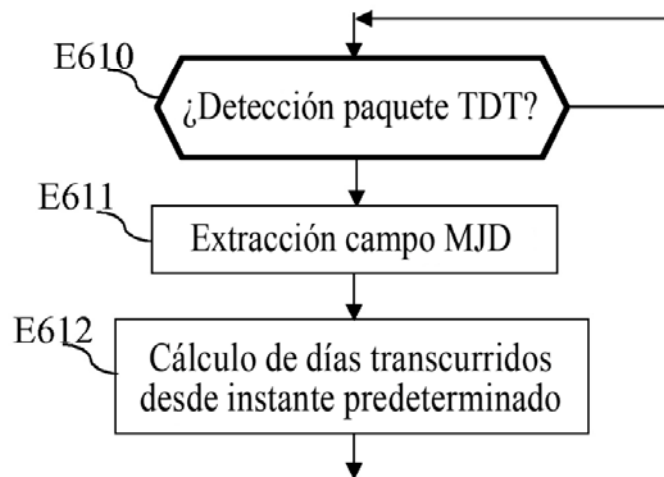 E610
¿Detección paquete TDT?
E611
Extracción campo MJD
E612
Cálculo de días transcurridos
desde instante predeterminado